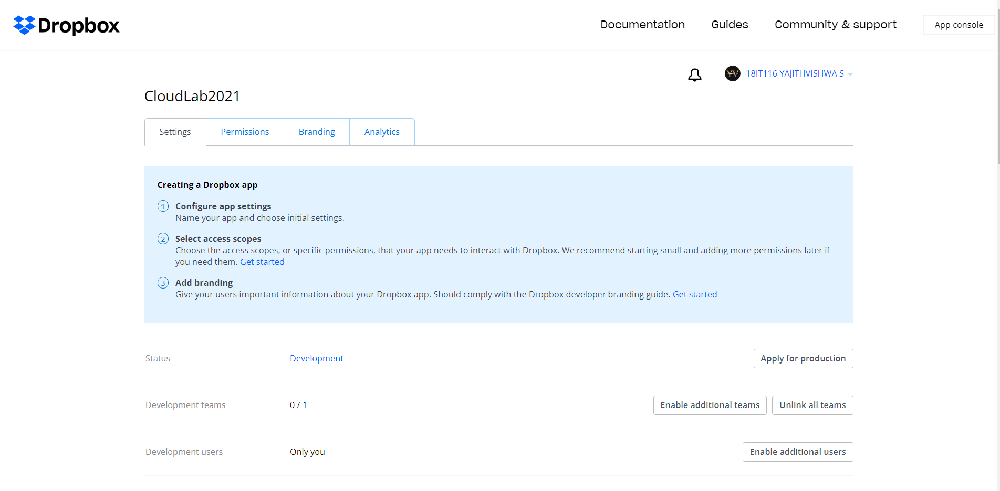 Dropbox
Documentation Guides Community & support App console
YAV 18IT116 YAJITHVISHWA S
CloudLab2021
Settings Permissions Branding Analytics
Creating a Dropbox app
1 Configure app settings
Name your app and choose initial settings.
2 Select access scopes
Choose the access scopes, or specific permissions, that your app needs to interact with Dropbox. We recommend starting small and adding more permissions later if
you need them. Get started
3 Add branding
Give your users important information about your Dropbox app. Should comply with the Dropbox developer branding guide. Get started
Status Development Apply for production
Development teams 0 / 1 Enable additional teams Unlink all teams
Development users Only you Enable additional users